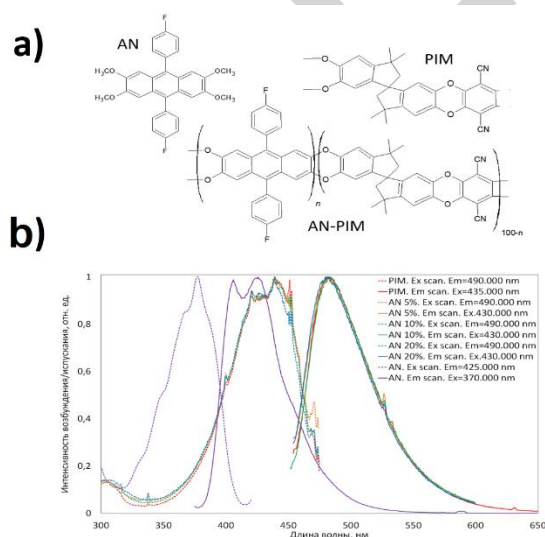 a)
AN
F
H₃CO
OCH₃
H₃CO
OCH₃
F
PIM
O
O
O
O
CN
CN
F
O
O
n
O
O
O
O
CN
CN
100-n
F
AN-PIM
b)
Интенсивность возбуждения/испускания, отн. ед.
1
0,8
0,6
0,4
0,2
0
300 350 400 450 500 550 600 650
Длина волны, нм
PIM. Ex scan. Em=490.000 nm
PIM. Em scan. Ex=435.000 nm
AN 5%. Ex scan. Em=490.000 nm
AN 5%. Em scan. Ex.430.000 nm
AN 10%. Ex scan. Em=490.000 nm
AN 10%. Em scan. Ex=430.000 nm
AN 20%. Ex scan. Em=490.000 nm
AN 20%. Em scan. Ex.430.000 nm
AN. Ex scan. Em=425.000 nm
AN. Em scan. Ex=370.000 nm